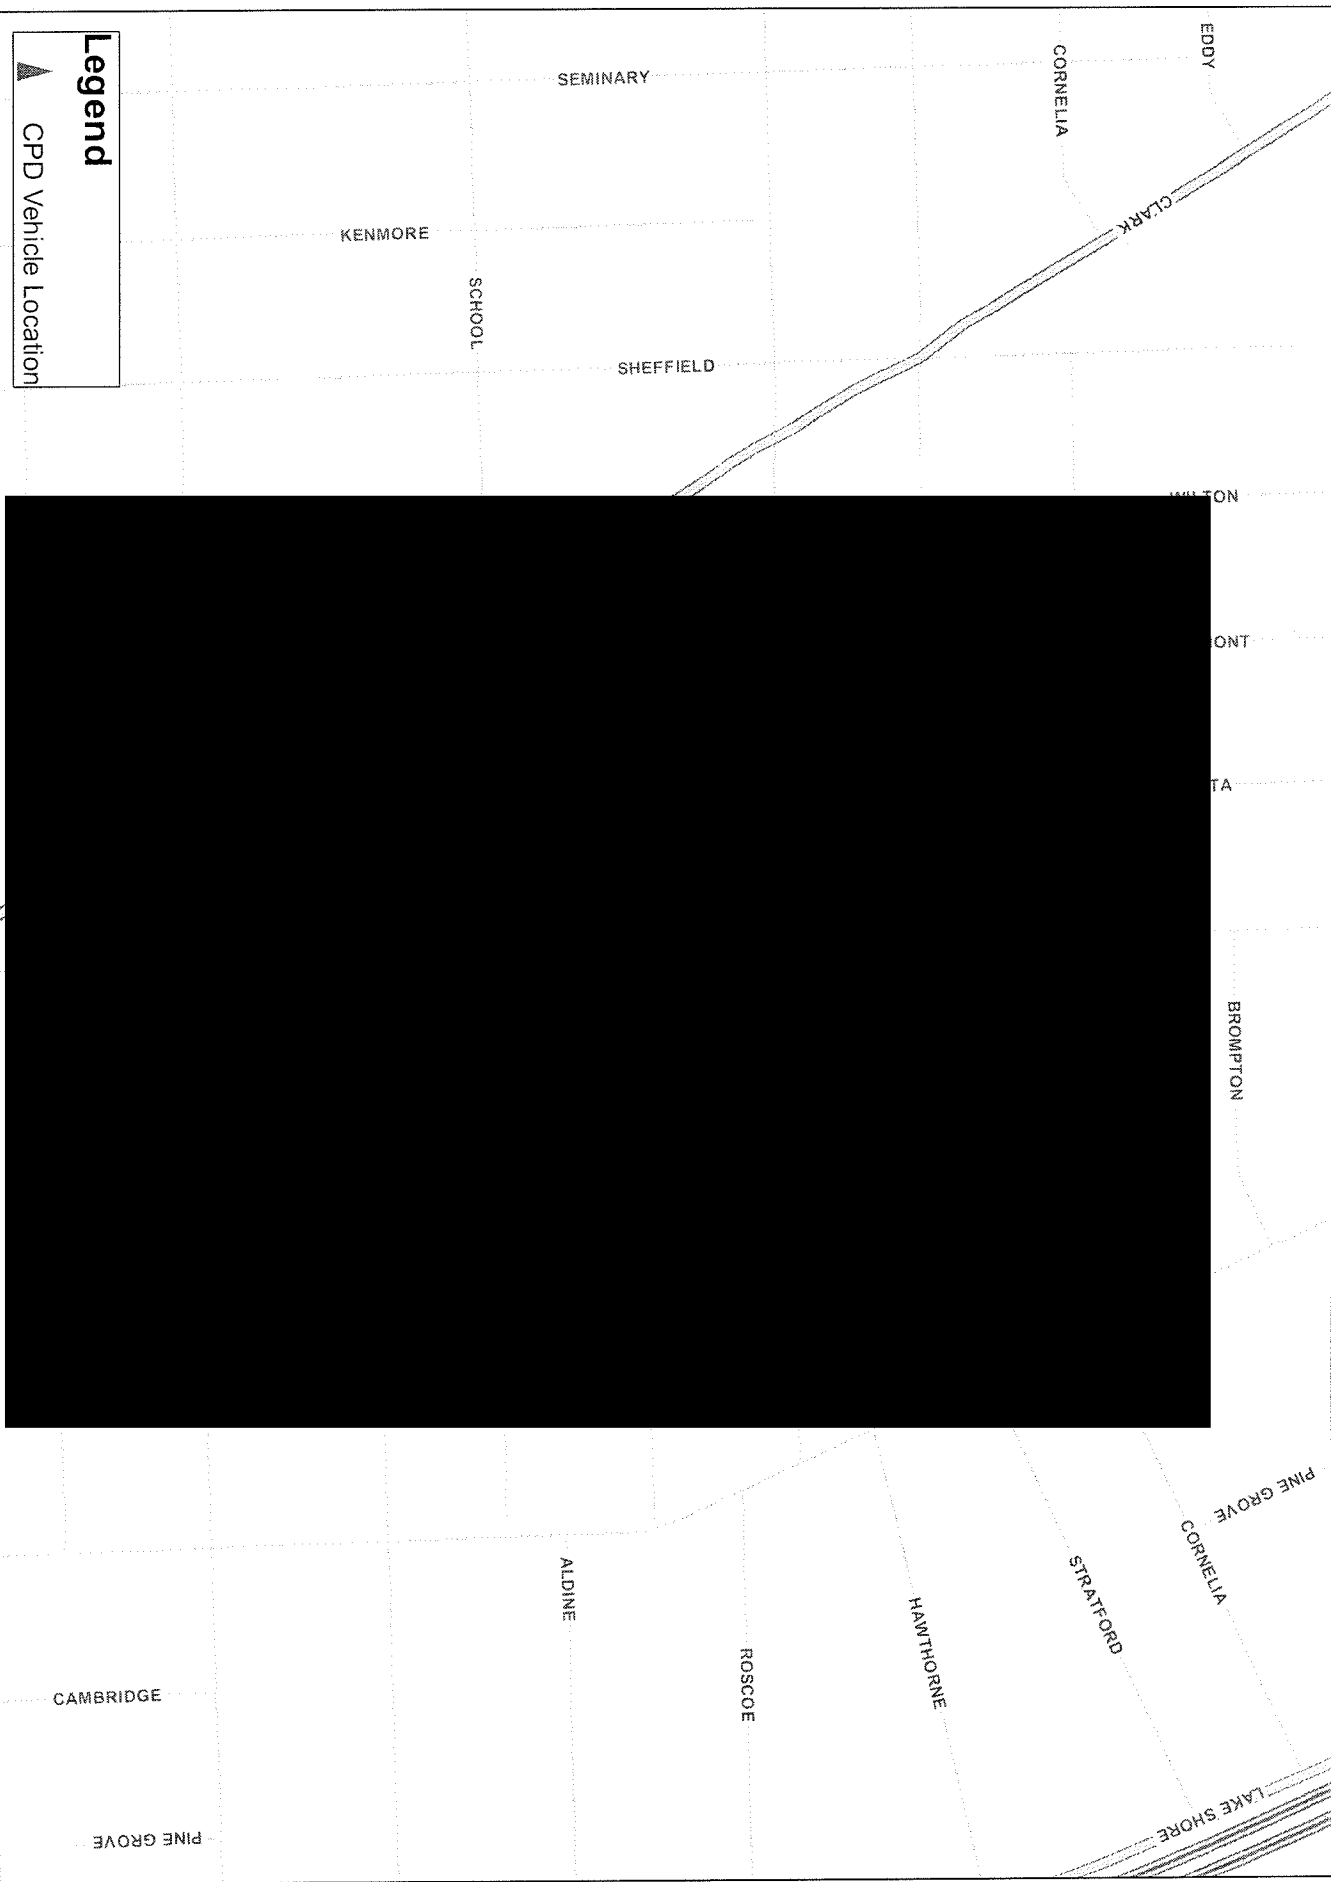 Legend
CPD Vehicle Location
EDDY
CORNELIA
SEMINARY
CLARK
KENMORE
SCHOOL
SHEFFIELD
TON
ONT
TA
BROMPTON
PINE GROVE
CORNELIA
STRATFORD
ALDINE
HAWTHORNE
ROSCOE
CAMBRIDGE
LAKE SHORE
PINE GROVE